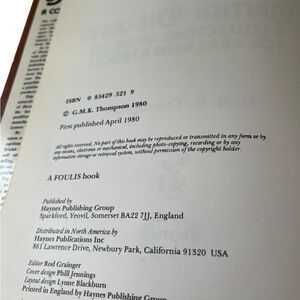 ISBN 0 85429 521 9
© G.M.K. Thompson 1980
First published April 1980
All rights reserved. No part of this book may be reproduced or transmitted in any form or by
any means, electronic or mechanical, including photo-copying, recording or by any
information storage or retrieval system, without permission of the copyright holder.
A FOULIS book
Published by
Haynes Publishing Group
Sparkford, Yeovil, Somerset BA22 7JJ, England
Distributed in North America by
Haynes Publications Inc
861 Lawrence Drive, Newbury Park, California 91320 USA
Editor Rod Grainger
Cover design Phill Jennings
Layout design Lynne Blackburn
Printed in England by Haynes Publishing Group